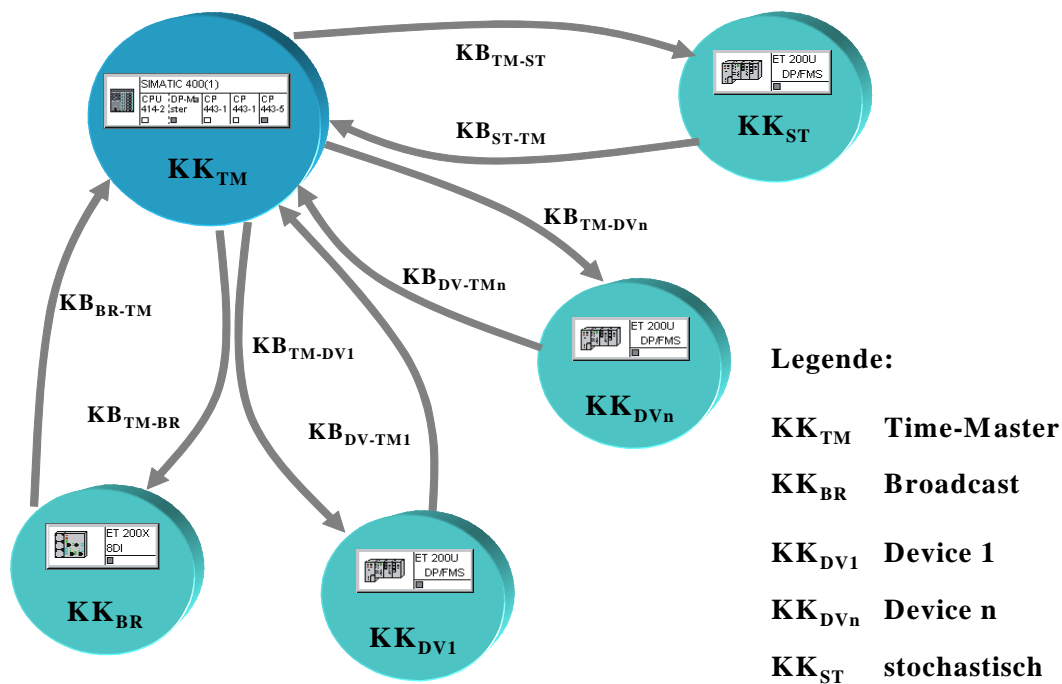 KB_TM-ST
SIMATIC 400(1)
CPU 414-2 DP-Ma ster CP 443-1 CP 443-1 CP 443-5
KK_TM
KB_ST-TM
ET 200U
DP/FMS
KK_ST
KB_TM-DVn
KB_DV-TMn
KB_BR-TM
KB_TM-DV1
ET 200U
DP/FMS
KK_DVn
KB_TM-BR
KB_DV-TM1
ET 200X
8DI
KK_BR
ET 200U
DP/FMS
KK_DV1
Legende:
KK_TM Time-Master
KK_BR Broadcast
KK_DV1 Device 1
KK_DVn Device n
KK_ST stochastisch